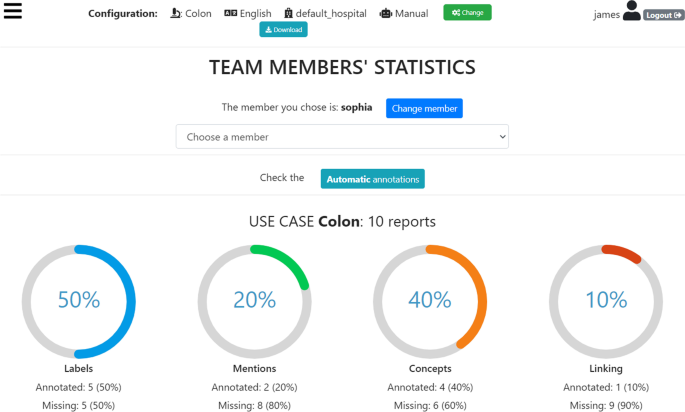 Configuration: : Colon English default_hospital Manual Change
Download
james Logout
TEAM MEMBERS' STATISTICS
The member you chose is: sophia Change member
Choose a member
Check the Automatic annotations
USE CASE Colon: 10 reports
50% 20% 40% 10%
Labels Mentions Concepts Linking
Annotated: 5 (50%) Annotated: 2 (20%) Annotated: 4 (40%) Annotated: 1 (10%)
Missing: 5 (50%) Missing: 8 (80%) Missing: 6 (60%) Missing: 9 (90%)